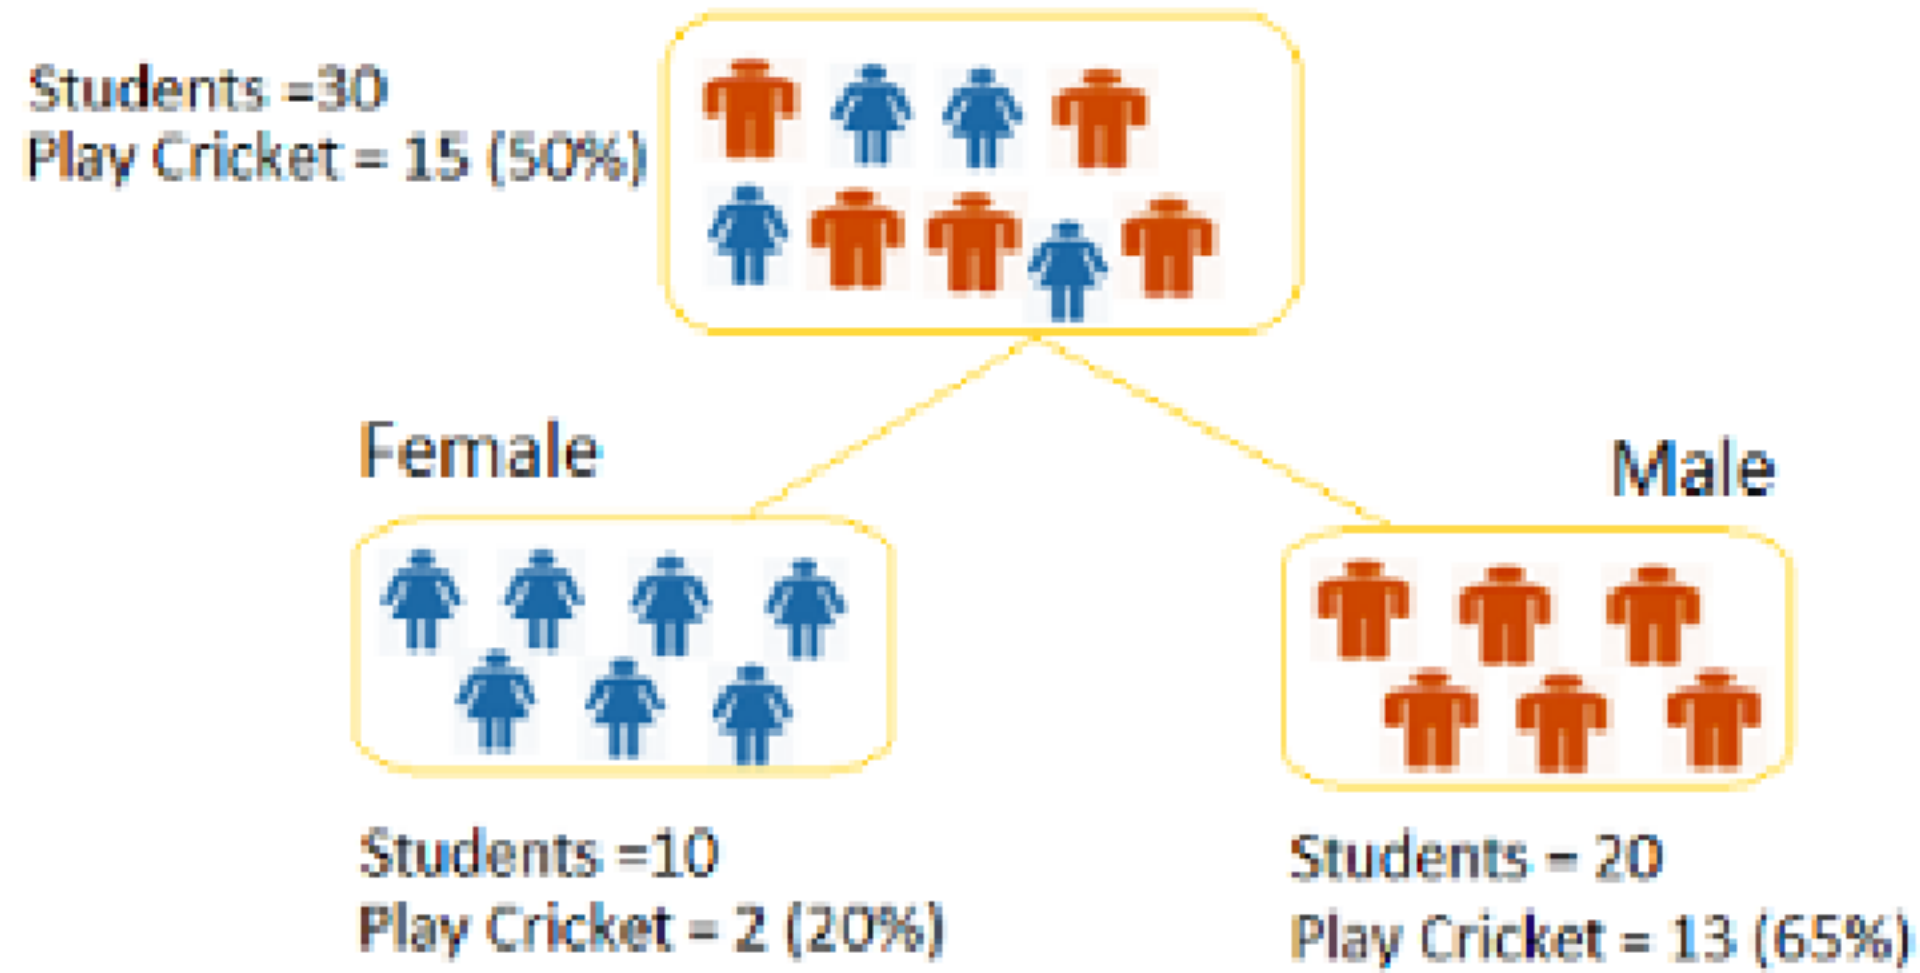 Students =30
Play Cricket = 15 (50%)
Female
Male
Students =10
Play Cricket = 2 (20%)
Students = 20
Play Cricket = 13 (65%)